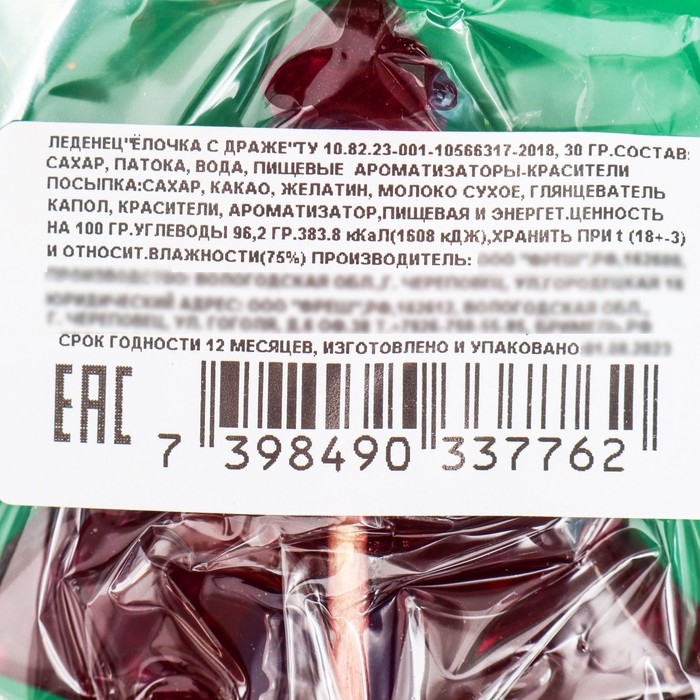 ЛЕДЕНЕЦ"ЁЛОЧКА С ДРАЖЕ"ТУ 10.82.23-001-10566317-2018, 30 ГР.СОСТАВ:
САХАР, ПАТОКА, ВОДА, ПИЩЕВЫЕ АРОМАТИЗАТОРЫ-КРАСИТЕЛИ
ПОСЫПКА:САХАР, КАКАО, ЖЕЛАТИН, МОЛОКО СУХОЕ, ГЛЯНЦЕВАТЕЛЬ
КАПОЛ, КРАСИТЕЛИ, АРОМАТИЗАТОР,ПИЩЕВАЯ И ЭНЕРГЕТ.ЦЕННОСТЬ
НА 100 ГР.УГЛЕВОДЫ 96,2 ГР.383.8 кКаЛ(1608 кДЖ),ХРАНИТЬ ПРИ t (18+-3)
И ОТНОСИТ.ВЛАЖНОСТИ(75%) ПРОИЗВОДИТЕЛЬ:
СРОК ГОДНОСТИ 12 МЕСЯЦЕВ, ИЗГОТОВЛЕНО И УПАКОВАНО
EAC
7 398490 337762